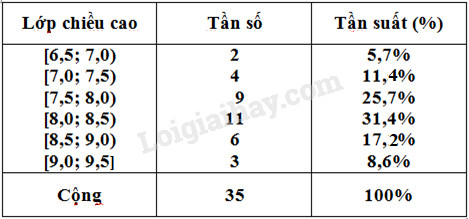 Lớp chiều cao Tần số Tần suất (%)
[6,5; 7,0) 2 5,7%
[7,0; 7,5) 4 11,4%
[7,5; 8,0) 9 25,7%
[8,0; 8,5) 11 31,4%
[8,5; 9,0) 6 17,2%
[9,0; 9,5] 3 8,6%
Cộng 35 100%
Loigiaihay.com